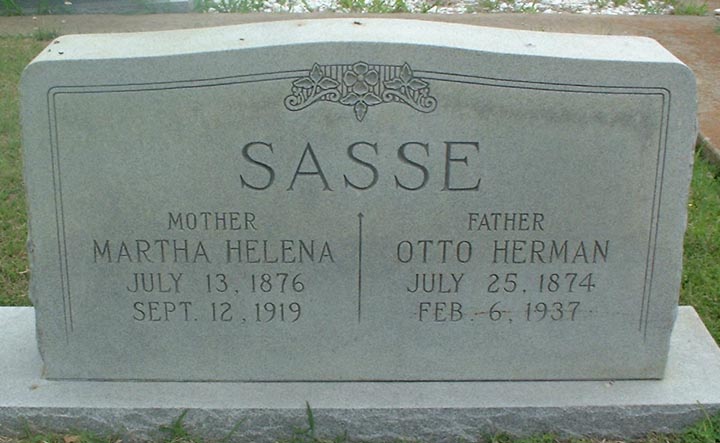 SASSE
MOTHER
MARTHA HELENA
JULY 13, 1876
SEPT. 12, 1919
FATHER
OTTO HERMAN
JULY 25, 1874
FEB. 6, 1937